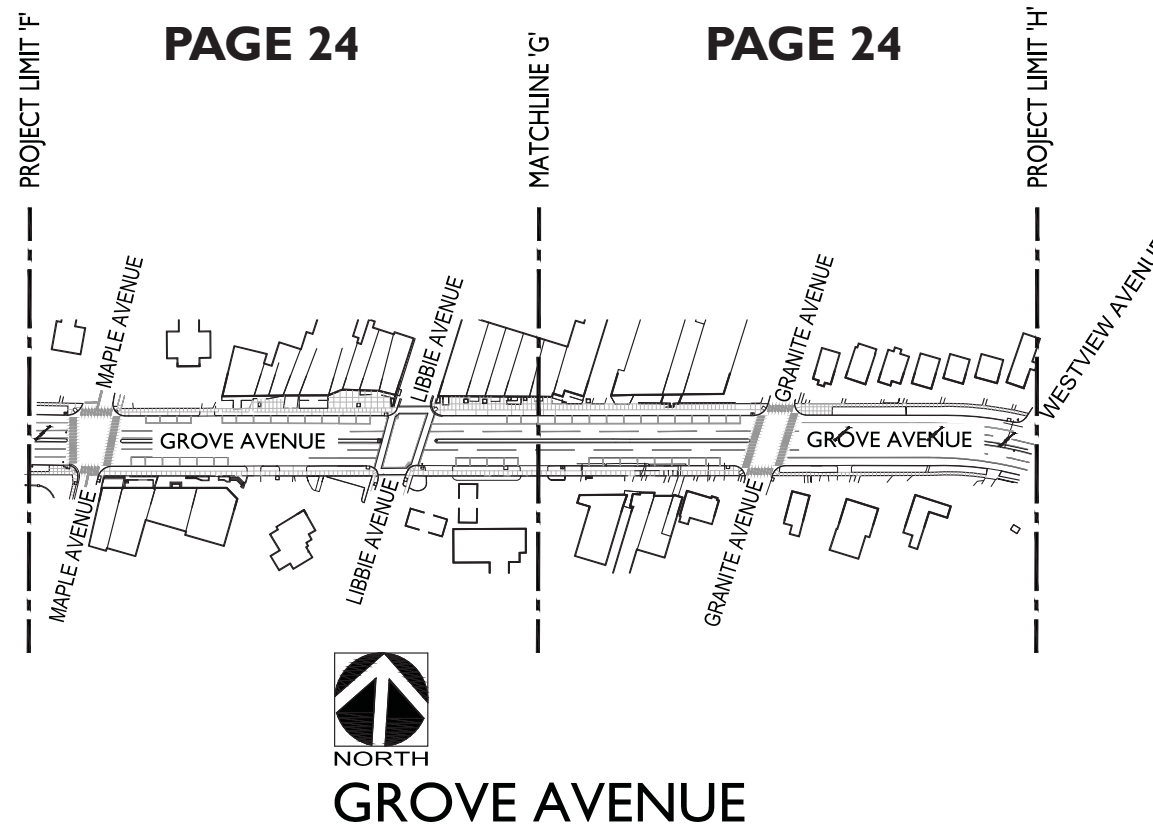 PROJECT LIMIT 'F'
PAGE 24
MATCHLINE 'G'
PAGE 24
PROJECT LIMIT 'H'
MAPLE AVENUE
LIBBIE AVENUE
GRANITE AVENUE
WESTVIEW AVENUE
GROVE AVENUE
GROVE AVENUE
MAPLE AVENUE
LIBBIE AVENUE
GRANITE AVENUE
NORTH
GROVE AVENUE